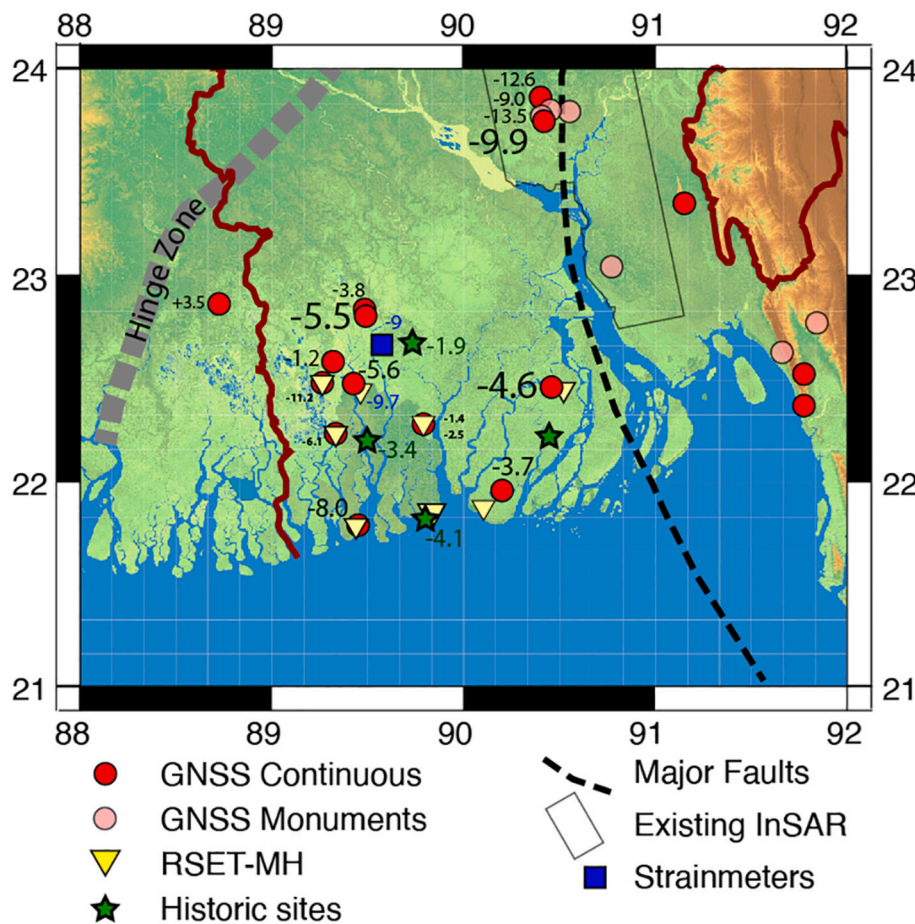 88 89 90 91 92
24 24
-12.6
-9.0
-13.5
-9.9
Hinge Zone
23 23
+3.5
-3.8
-5.5
-9
-1.9
-1.2
-5.6
-4.6
-11.2
-9.7
-1.4
-2.5
-6.1
-3.4
-3.7
22 22
-8.0
-4.1
21 21
88 89 90 91 92
GNSS Continuous
Major Faults
GNSS Monuments
Existing InSAR
RSET-MH
Strainmeters
Historic sites